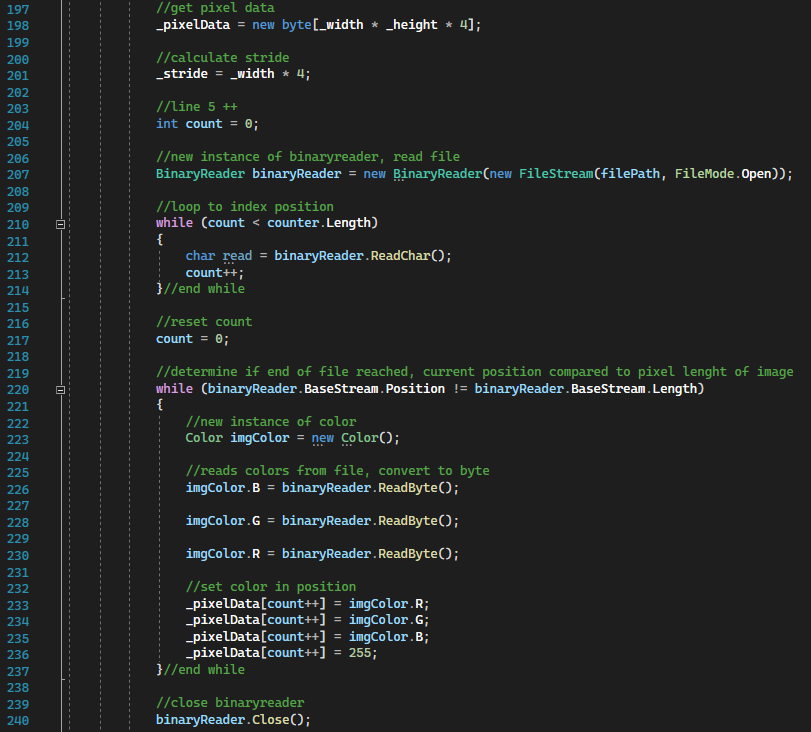 197 //get pixel data
198 _pixelData = new byte[_width * _height * 4];
199
200 //calculate stride
201 _stride = _width * 4;
202
203 //line 5 ++
204 int count = 0;
205
206 //new instance of binaryreader, read file
207 BinaryReader binaryReader = new BinaryReader(new FileStream(filePath, FileMode.Open));
208
209 //loop to index position
210 while (count < counter.Length)
211 {
212 char read = binaryReader.ReadChar();
213 count++;
214 }//end while
215
216 //reset count
217 count = 0;
218
219 //determine if end of file reached, current position compared to pixel lenght of image
220 while (binaryReader.BaseStream.Position != binaryReader.BaseStream.Length)
221 {
222 //new instance of color
223 Color imgColor = new Color();
224
225 //reads colors from file, convert to byte
226 imgColor.B = binaryReader.ReadByte();
227
228 imgColor.G = binaryReader.ReadByte();
229
230 imgColor.R = binaryReader.ReadByte();
231
232 //set color in position
233 _pixelData[count++] = imgColor.R;
234 _pixelData[count++] = imgColor.G;
235 _pixelData[count++] = imgColor.B;
236 _pixelData[count++] = 255;
237 }//end while
238
239 //close binaryreader
240 binaryReader.Close();